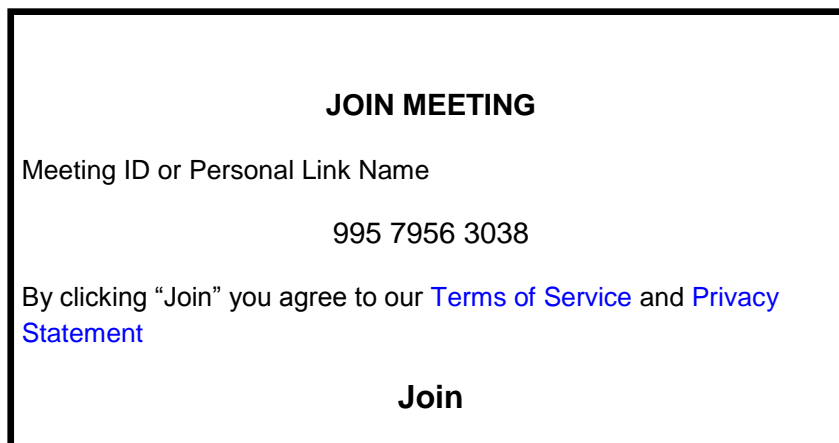 JOIN MEETING
Meeting ID or Personal Link Name
995 7956 3038
By clicking “Join” you agree to our Terms of Service and Privacy
Statement
Join